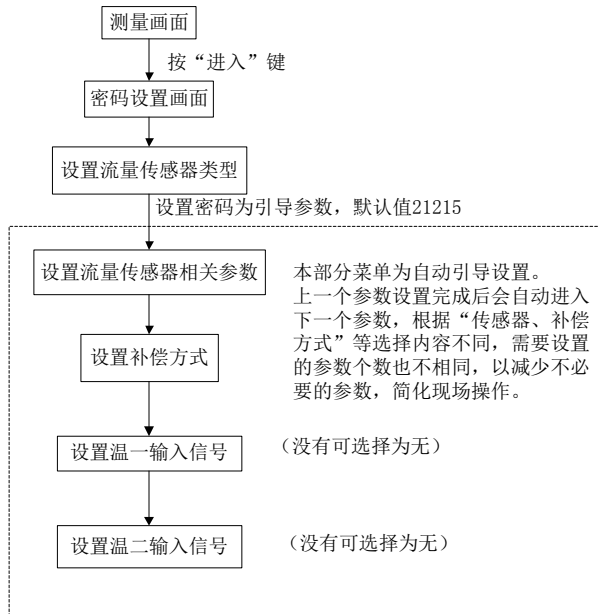 测量画面
按“进入”键
密码设置画面
设置流量传感器类型
设置密码为引导参数，默认值21215
设置流量传感器相关参数
本部分菜单为自动引导设置。
上一个参数设置完成后会自动进入
下一个参数，根据“传感器、补偿
方式”等选择内容不同，需要设置
的参数个数也不相同，以减少不必
要的参数，简化现场操作。
设置补偿方式
设置温一输入信号
（没有可选择为无）
设置温二输入信号
（没有可选择为无）